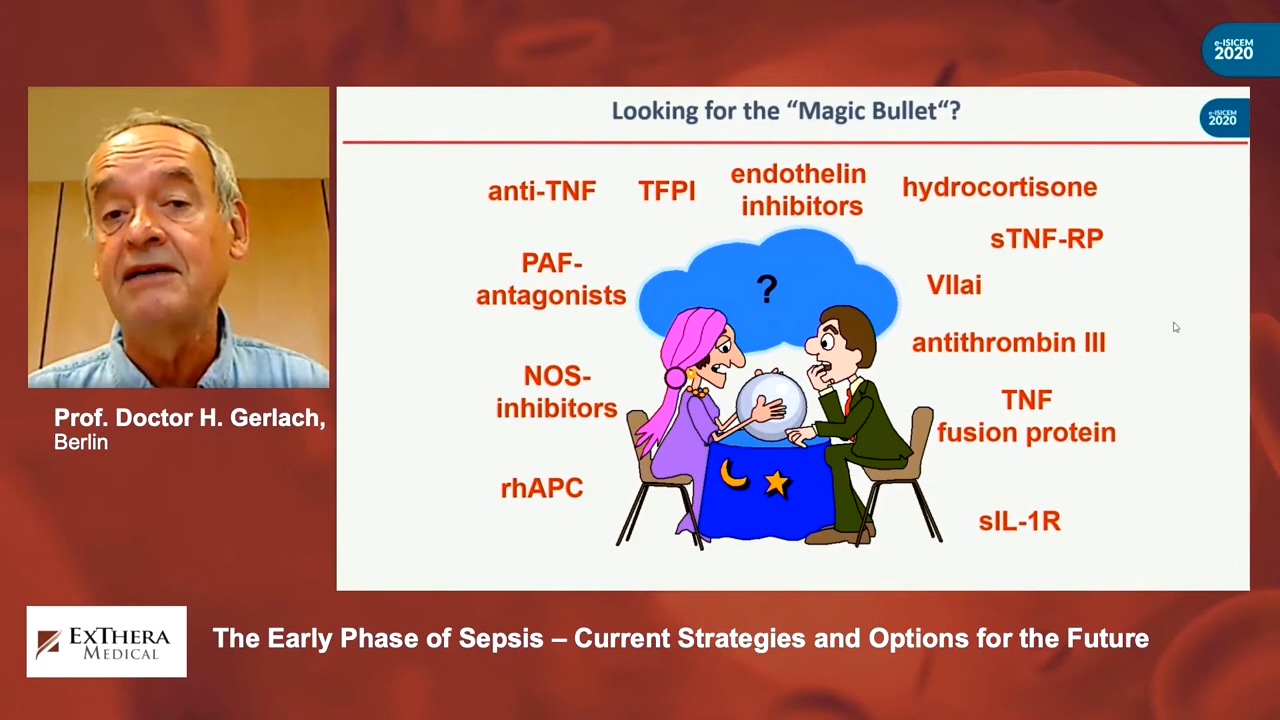 e-ISICEM
2020
Looking for the “Magic Bullet“?
e-ISICEM
2020
anti-TNF
TFPI
endothelin
inhibitors
hydrocortisone
sTNF-RP
PAF-
antagonists
?
VIIai
antithrombin III
NOS-
inhibitors
TNF
fusion protein
rhAPC
sIL-1R
Prof. Doctor H. Gerlach,
Berlin
EXTHERA
MEDICAL
The Early Phase of Sepsis – Current Strategies and Options for the Future